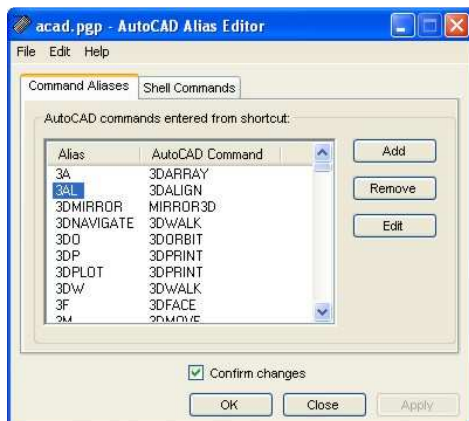 acad.pgp - AutoCAD Alias Editor
File Edit Help
Command Aliases Shell Commands
AutoCAD commands entered from shortcut:
Alias AutoCAD Command
3A 3DARRAY
3AL 3DALIGN
3DMIRROR MIRROR3D
3DNAVIGATE 3DWALK
3DO 3DORBIT
3DP 3DPRINT
3DPLOT 3DPRINT
3DW 3DWALK
3F 3DFACE
3M 3DMOVE
Add
Remove
Edit
Confirm changes
OK Close Apply